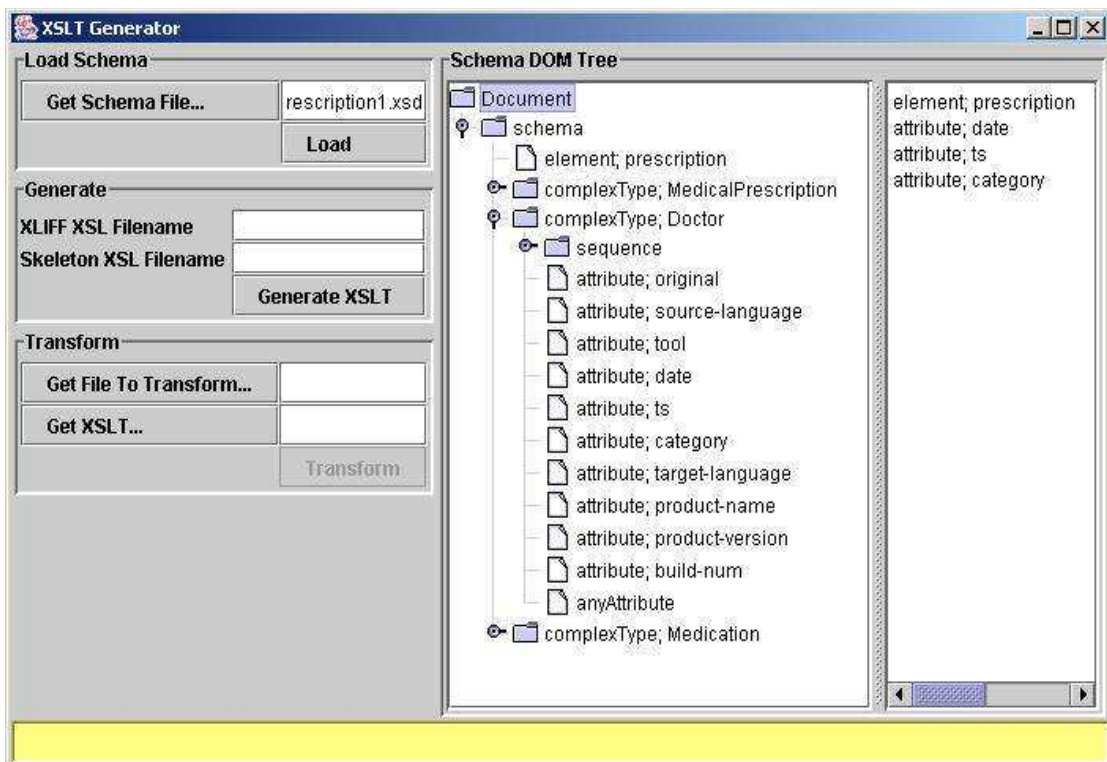 XSLT Generator
Load Schema
Get Schema File...
rescription1.xsd
Load
Generate
XLIFF XSL Filename
Skeleton XSL Filename
Generate XSLT
Transform
Get File To Transform...
Get XSLT...
Transform
Schema DOM Tree
Document
schema
element; prescription
complexType; MedicalPrescription
complexType; Doctor
sequence
attribute; original
attribute; source-language
attribute; tool
attribute; date
attribute; ts
attribute; category
attribute; target-language
attribute; product-name
attribute; product-version
attribute; build-num
anyAttribute
complexType; Medication
element; prescription
attribute; date
attribute; ts
attribute; category